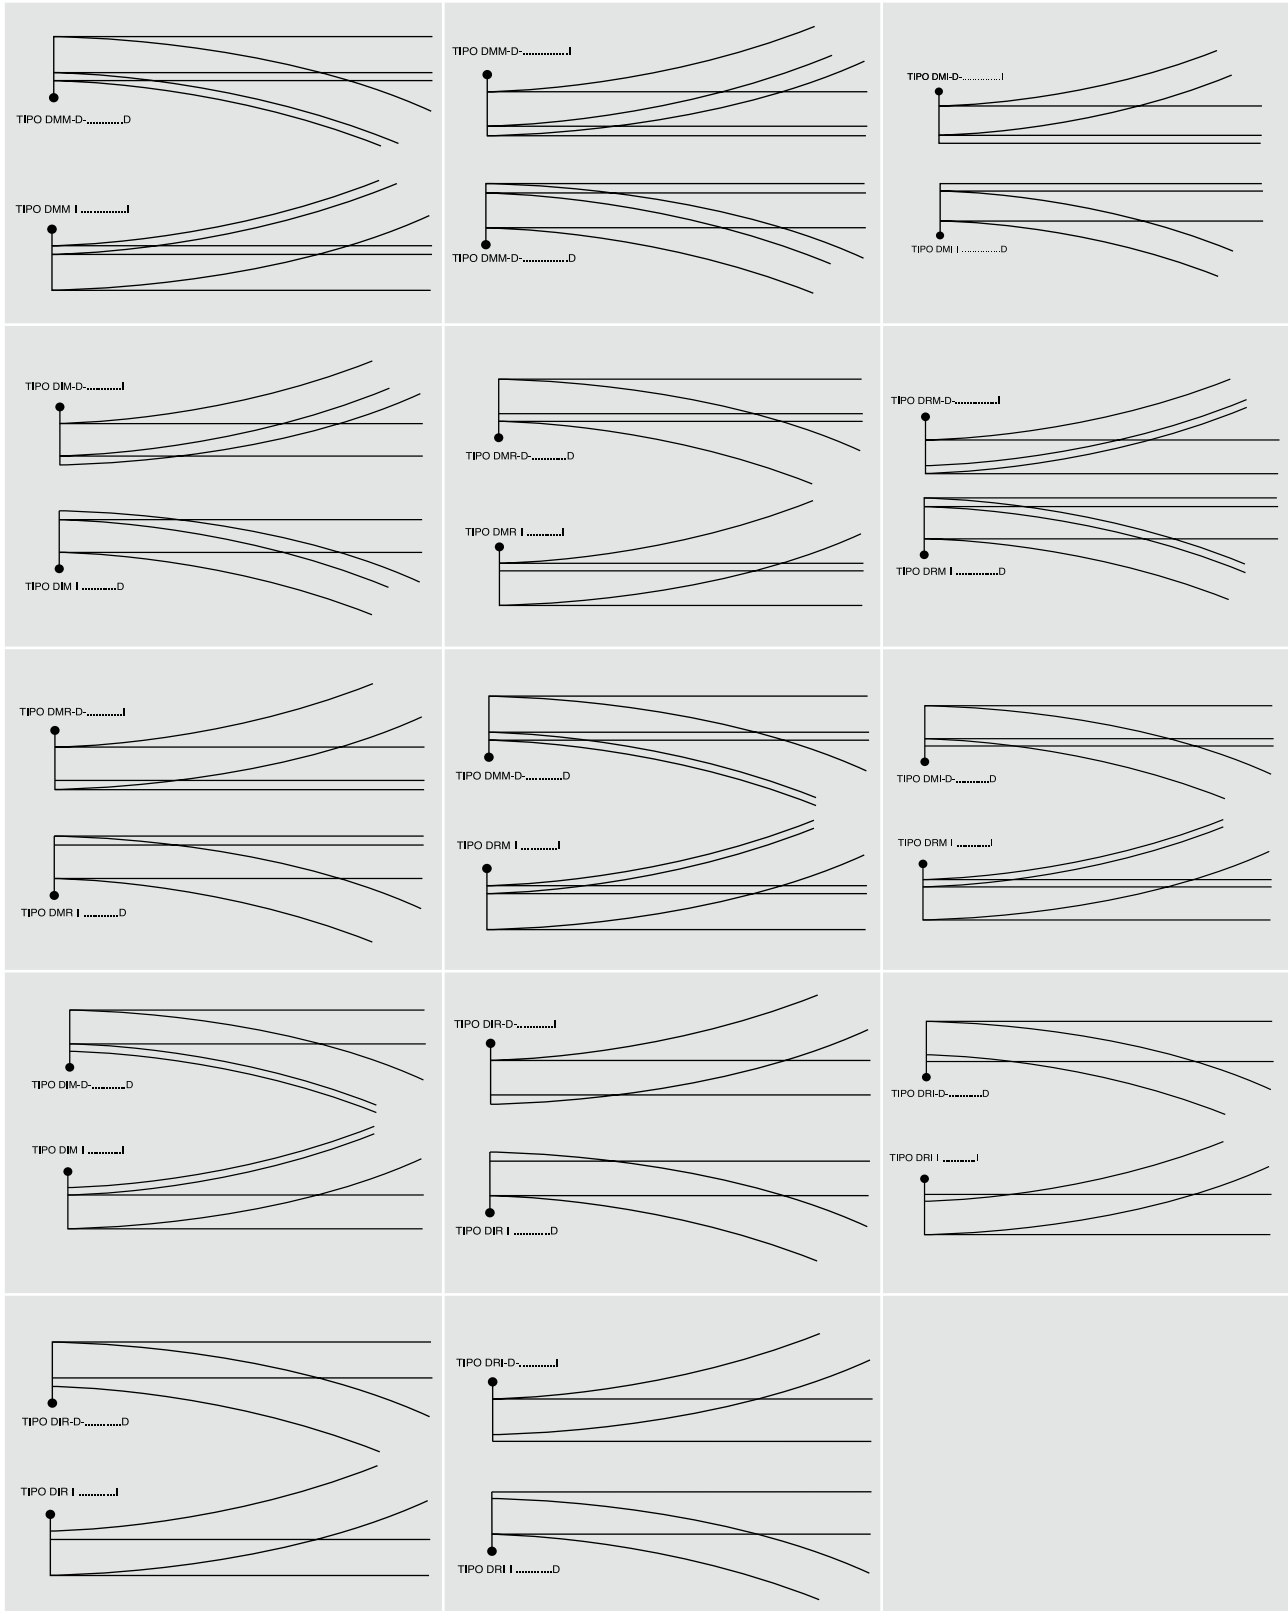 TIPO DMM-D-...........D
TIPO DMM I ................I
TIPO DMM-D-................I
TIPO DMM-D-..............D
TIPO DMI-D-...............I
TIPO DMI I ...............D
TIPO DIM-D-............I
TIPO DIM I ...........D
TIPO DMR-D-...........D
TIPO DMR I ...........I
TIPO DRM-D-............I
TIPO DRM I .............D
TIPO DMR-D-...........I
TIPO DMR I ...........D
TIPO DMM-D-...........D
TIPO DRM I ............I
TIPO DMI-D-..........D
TIPO DRM I ..........I
TIPO DIM-D-...........D
TIPO DIM I ...........I
TIPO DIR-D-............I
TIPO DIR I ............D
TIPO DRI-D-..........D
TIPO DRI I ..........I
TIPO DIR-D-...........D
TIPO DIR I ............I
TIPO DRI-D-............I
TIPO DRI I ............D